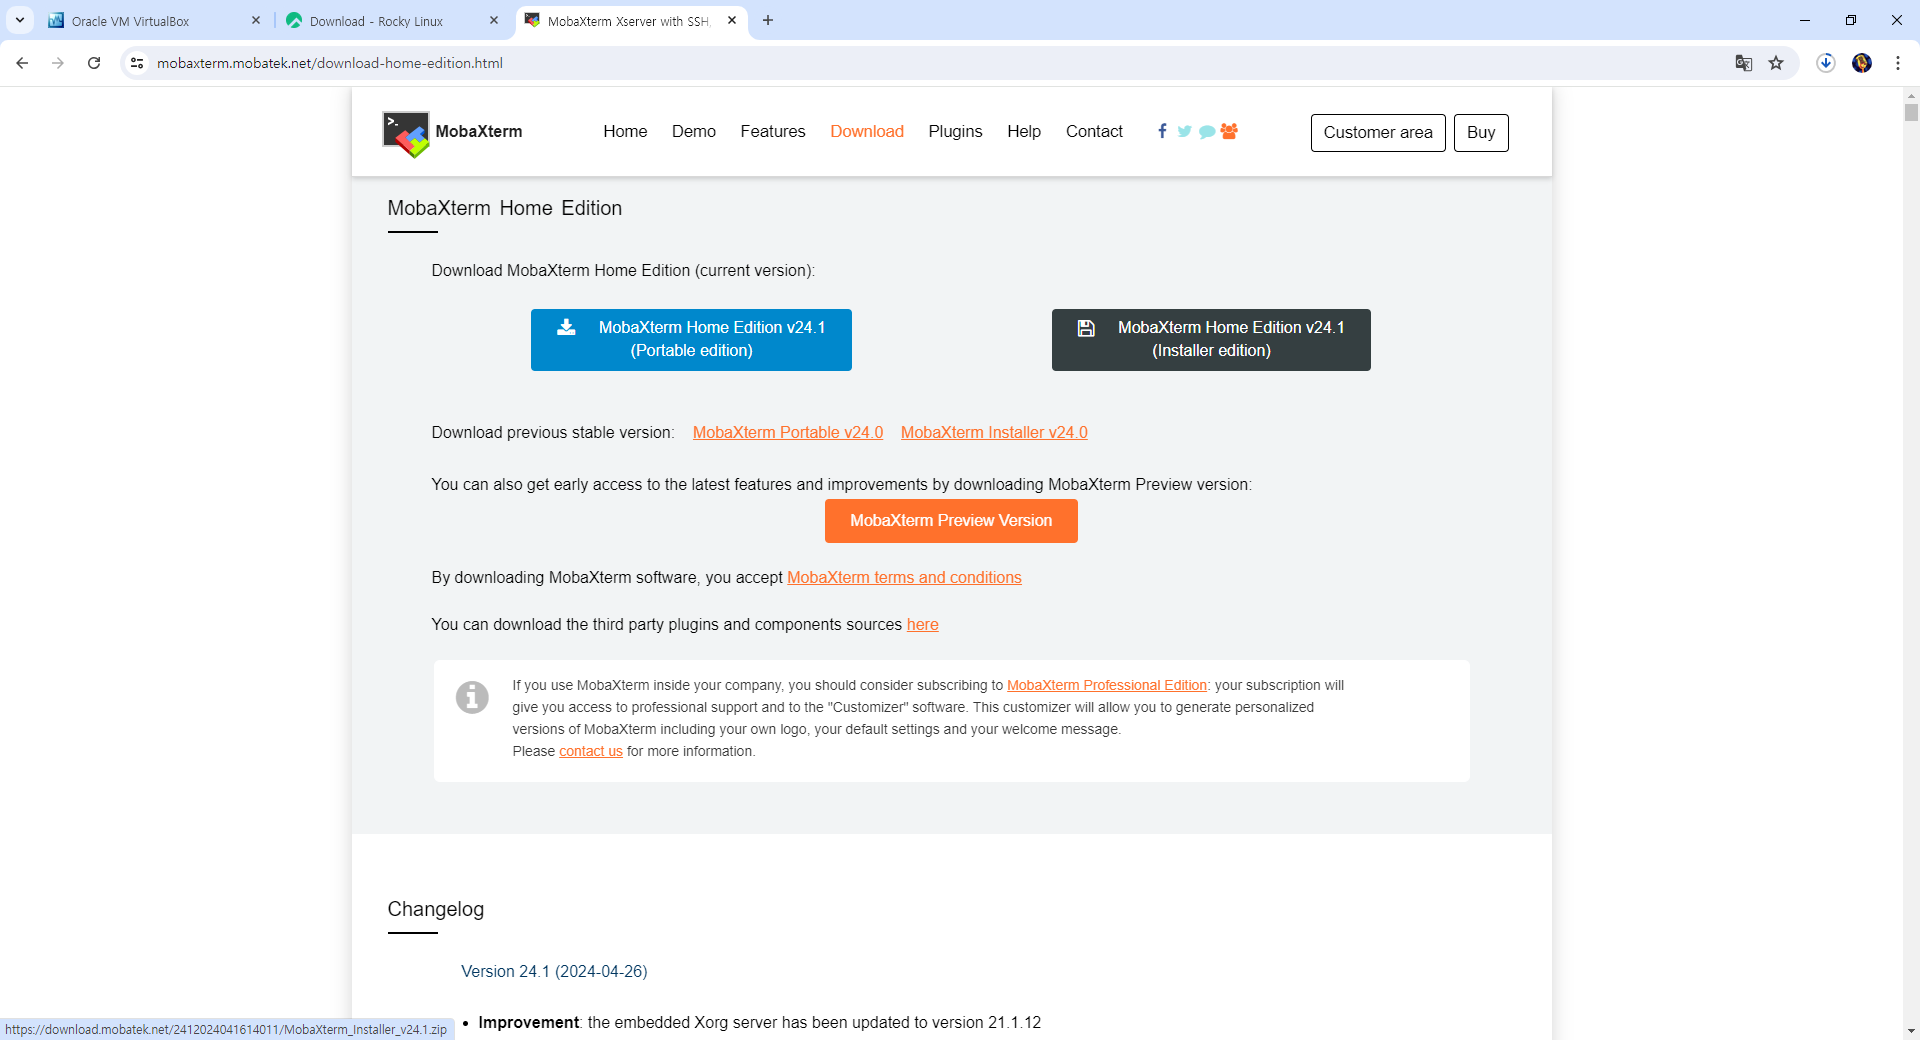 Oracle VM VirtualBox
Download - Rocky Linux
MobaXterm Xserver with SSH,
mobaxterm.mobatek.net/download-home-edition.html
MobaXterm
Home
Demo
Features
Download
Plugins
Help
Contact
Customer area
Buy
MobaXterm Home Edition
Download MobaXterm Home Edition (current version):
MobaXterm Home Edition v24.1
(Portable edition)
MobaXterm Home Edition v24.1
(Installer edition)
Download previous stable version: MobaXterm Portable v24.0 MobaXterm Installer v24.0
You can also get early access to the latest features and improvements by downloading MobaXterm Preview version:
MobaXterm Preview Version
By downloading MobaXterm software, you accept MobaXterm terms and conditions
You can download the third party plugins and components sources here
If you use MobaXterm inside your company, you should consider subscribing to MobaXterm Professional Edition: your subscription will
give you access to professional support and to the "Customizer" software. This customizer will allow you to generate personalized
versions of MobaXterm including your own logo, your default settings and your welcome message.
Please contact us for more information.
Changelog
Version 24.1 (2024-04-26)
• Improvement: the embedded Xorg server has been updated to version 21.1.12
https://download.mobatek.net/2412024041614011/MobaXterm_Installer_v24.1.zip